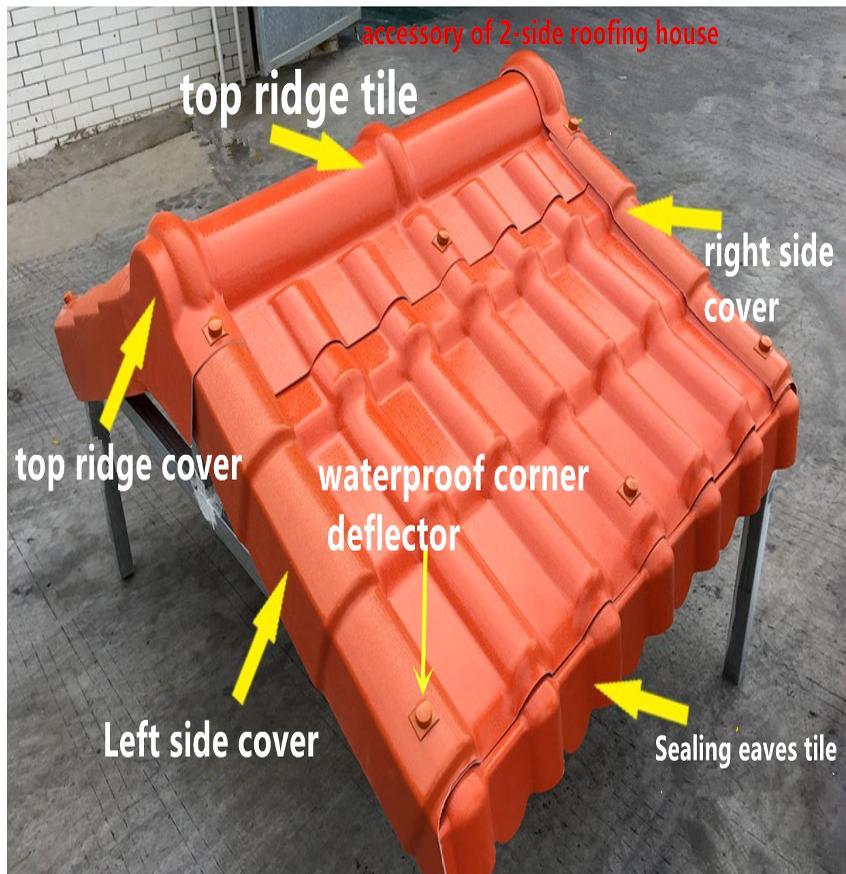 accessory of 2-side roofing house
top ridge tile
right side
cover
top ridge cover
waterproof corner
deflector
Left side cover
Sealing eaves tile